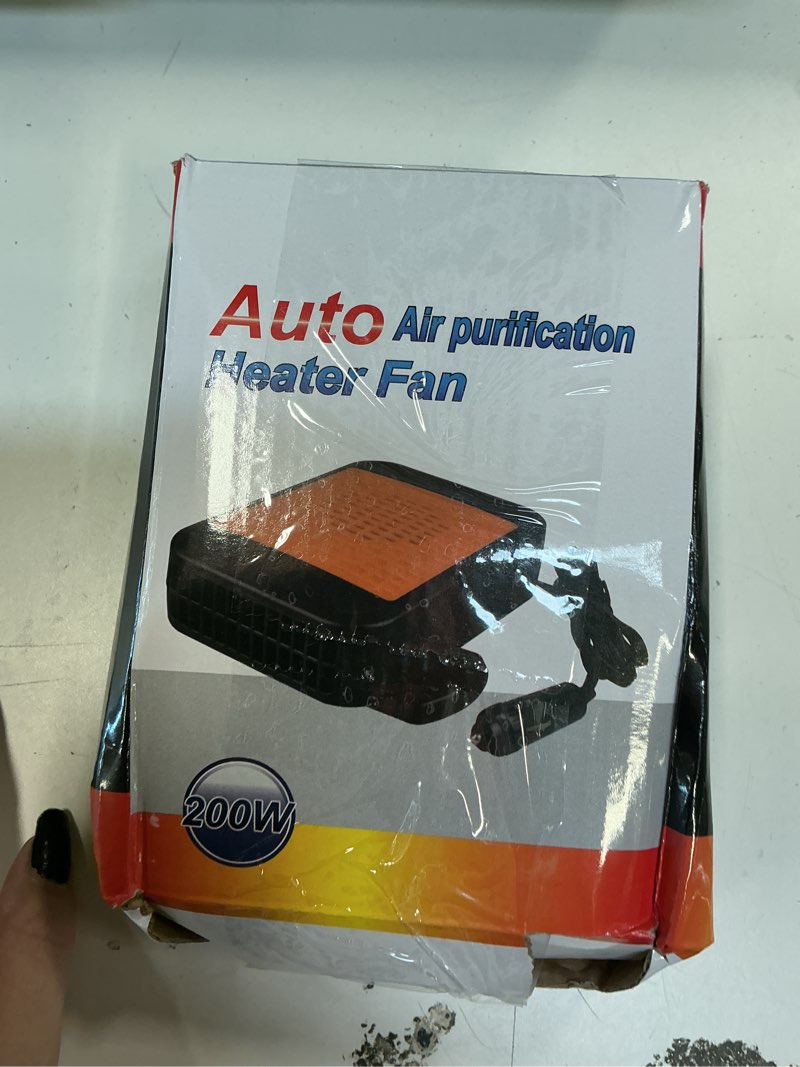 Auto Air purification
Heater Fan
200W